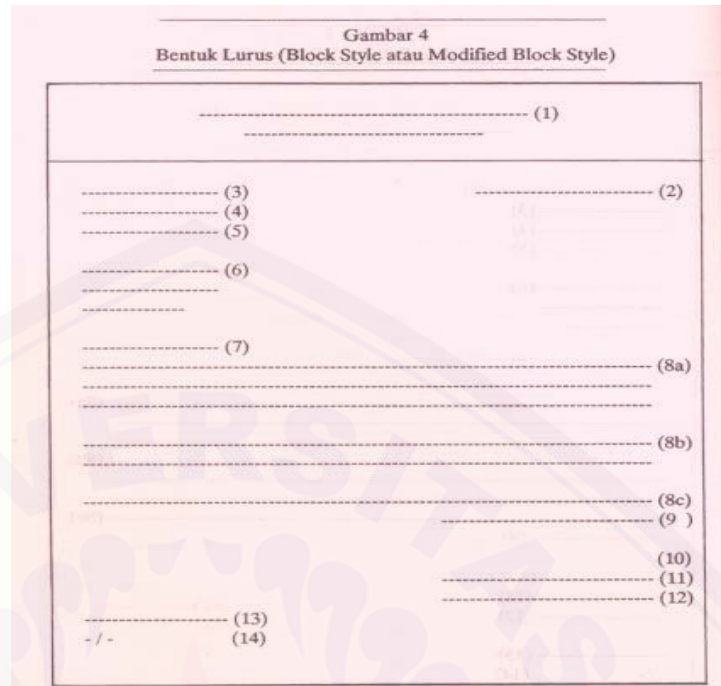 Gambar 4
Bentuk Lurus (Block Style atau Modified Block Style)
(1)
(3) (2)
(4)
(5)
(6)
(7)
(8a)
(8b)
(8c)
(9 )
(10)
(11)
(12)
(13)
- / - (14)
UNIVERSITAS